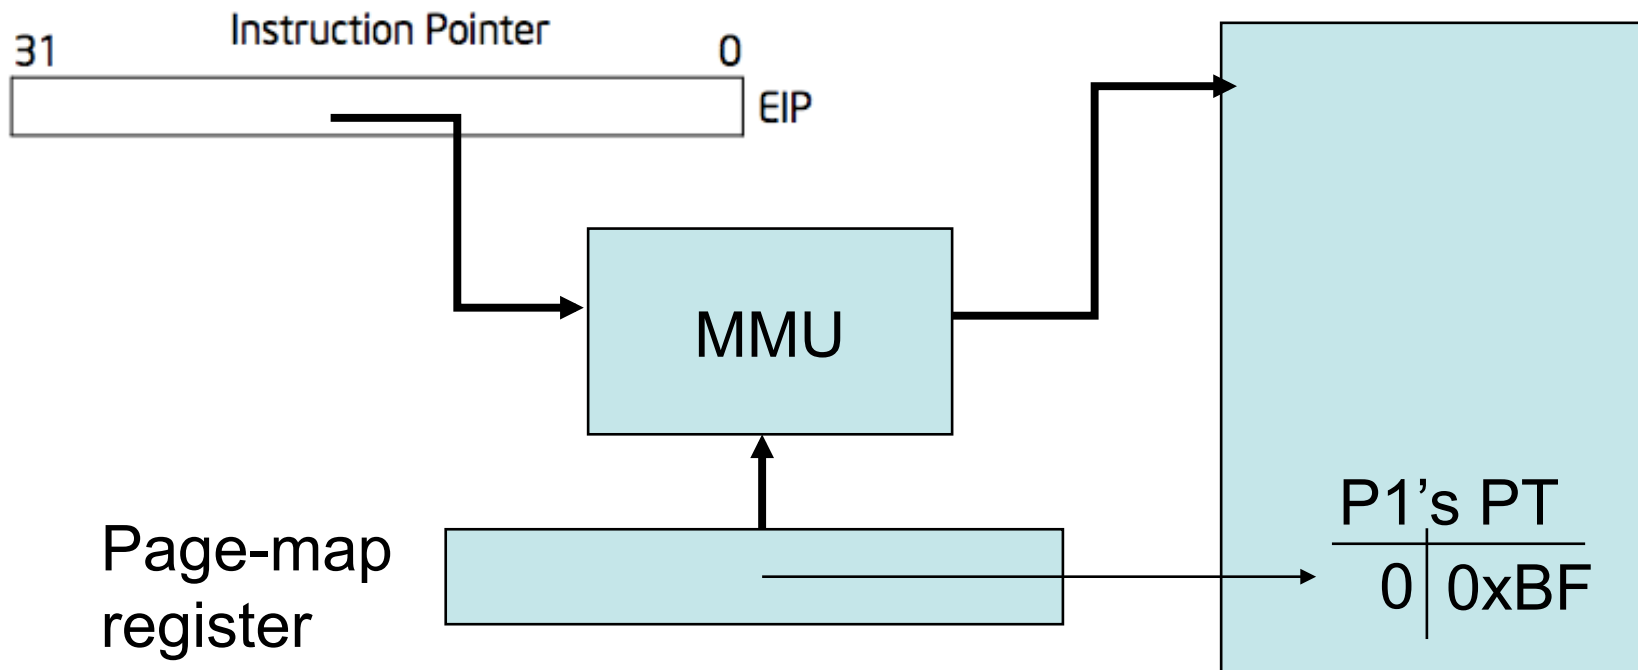 Instruction Pointer
31 0
EIP
MMU
Page-map
register
P1’s PT
0 0xBF